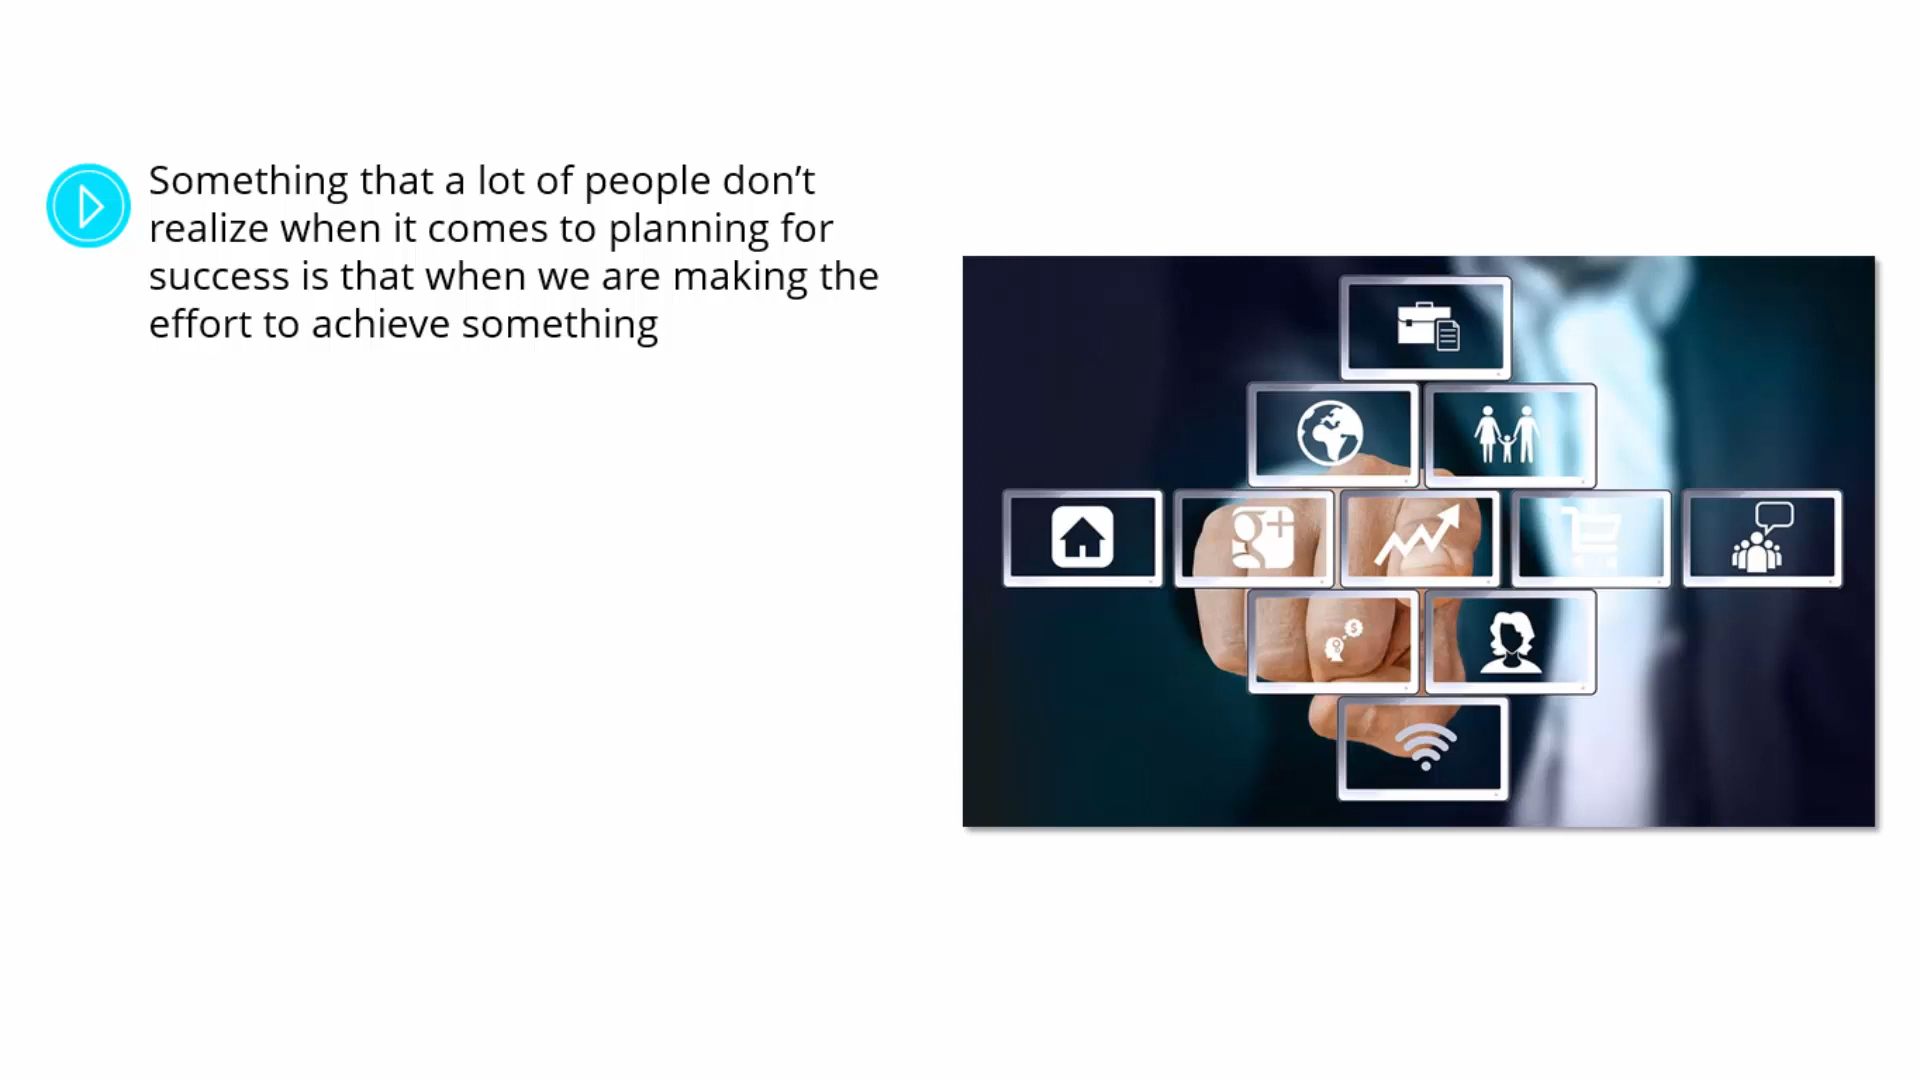 Something that a lot of people don’t
realize when it comes to planning for
success is that when we are making the
effort to achieve something